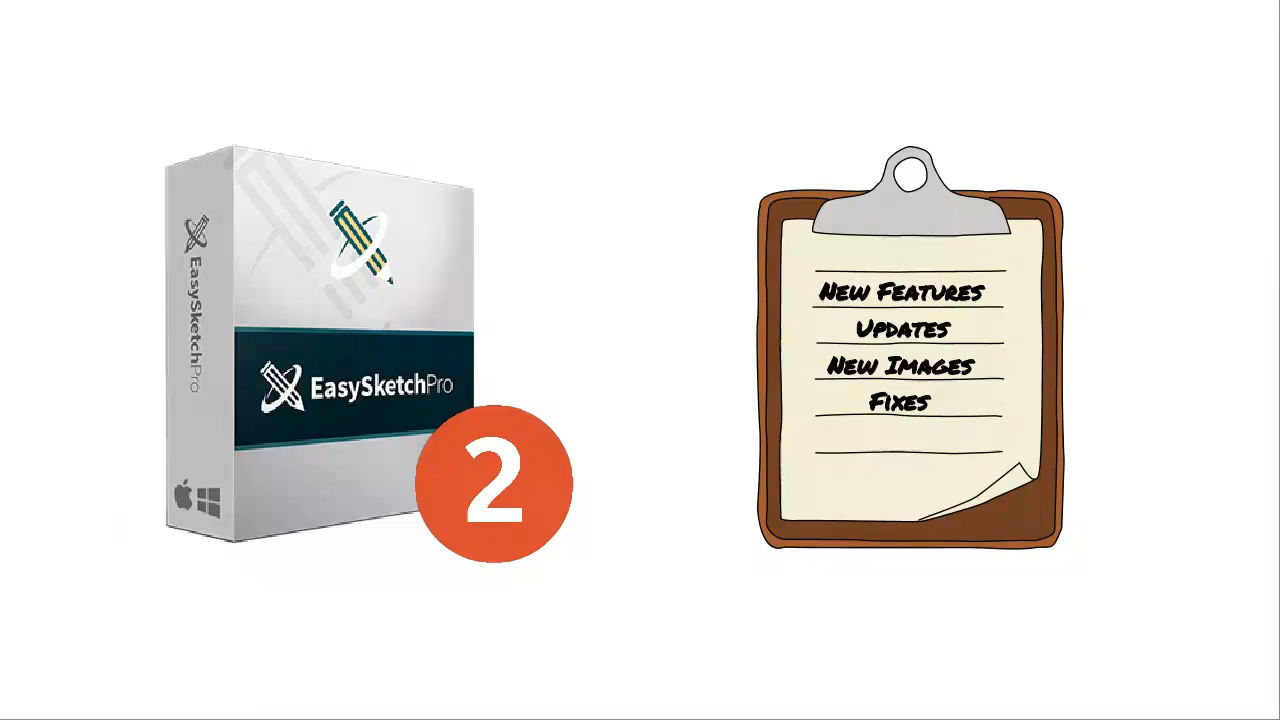 EasySketchPro
EasySketchPro
2
New Features
Updates
New Images
Fixes